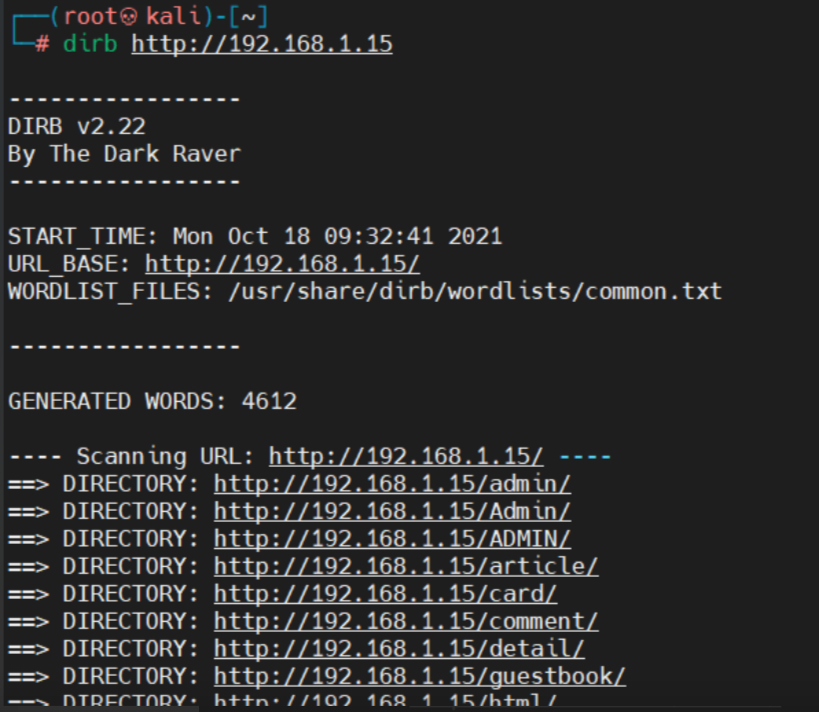 ┌──(root💀kali)-[~]
└─# dirb http://192.168.1.15

-----------------
DIRB v2.22
By The Dark Raver
-----------------

START_TIME: Mon Oct 18 09:32:41 2021
URL_BASE: http://192.168.1.15/
WORDLIST_FILES: /usr/share/dirb/wordlists/common.txt

-----------------

GENERATED WORDS: 4612

---- Scanning URL: http://192.168.1.15/ ----
==> DIRECTORY: http://192.168.1.15/admin/
==> DIRECTORY: http://192.168.1.15/Admin/
==> DIRECTORY: http://192.168.1.15/ADMIN/
==> DIRECTORY: http://192.168.1.15/article/
==> DIRECTORY: http://192.168.1.15/card/
==> DIRECTORY: http://192.168.1.15/comment/
==> DIRECTORY: http://192.168.1.15/detail/
==> DIRECTORY: http://192.168.1.15/guestbook/
==> DIRECTORY: http://192.168.1.15/html/